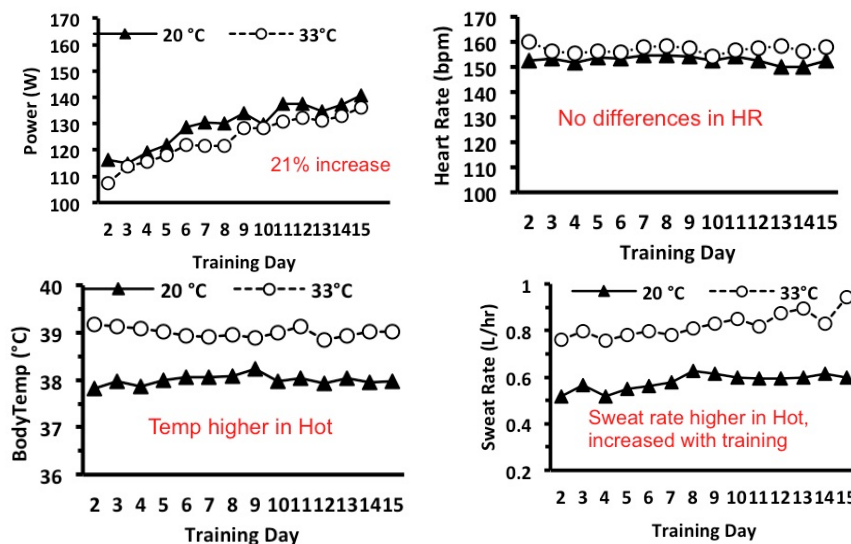 20 °C 33°C
170
160
150
140
130
120
110
100
Power (W)
21% increase
2 3 4 5 6 7 8 9 10 11 12 13 14 15
Training Day
170
160
150
140
130
120
110
100
Heart Rate (bpm)
No differences in HR
2 3 4 5 6 7 8 9 10 11 12 13 14 15
Training Day
20 °C 33°C
40
39
38
37
36
BodyTemp (°C)
Temp higher in Hot
2 3 4 5 6 7 8 9 10 11 12 13 14 15
Training Day
20 °C 33°C
1
0.8
0.6
0.4
0.2
Sweat Rate (L/hr)
Sweat rate higher in Hot,
increased with training
2 3 4 5 6 7 8 9 10 11 12 13 14 15
Training Day